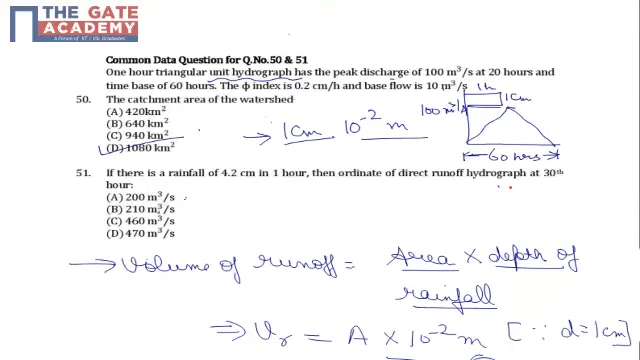 THE GATE
ACADEMY
A Forum of IIT / IISc Graduates
Common Data Question for Q.No.50 & 51
One hour triangular unit hydrograph has the peak discharge of 100 m³/s at 20 hours and
time base of 60 hours. The ϕ index is 0.2 cm/h and base flow is 10 m³/s
50. The catchment area of the watershed
(A) 420km²
(B) 640 km²
(C) 940 km²
(D) 1080 km²
→ 1cm 10⁻² m
1h
1cm
100 m³/s
60 hrs
51. If there is a rainfall of 4.2 cm in 1 hour, then ordinate of direct runoff hydrograph at 30th
hour:
(A) 200 m³/s
(B) 210 m³/s
(C) 460 m³/s
(D) 470 m³/s
→ Volume of runoff = Area × depth of
rainfall
⇒ Vr = A × 10⁻² m [∵ d=1cm]